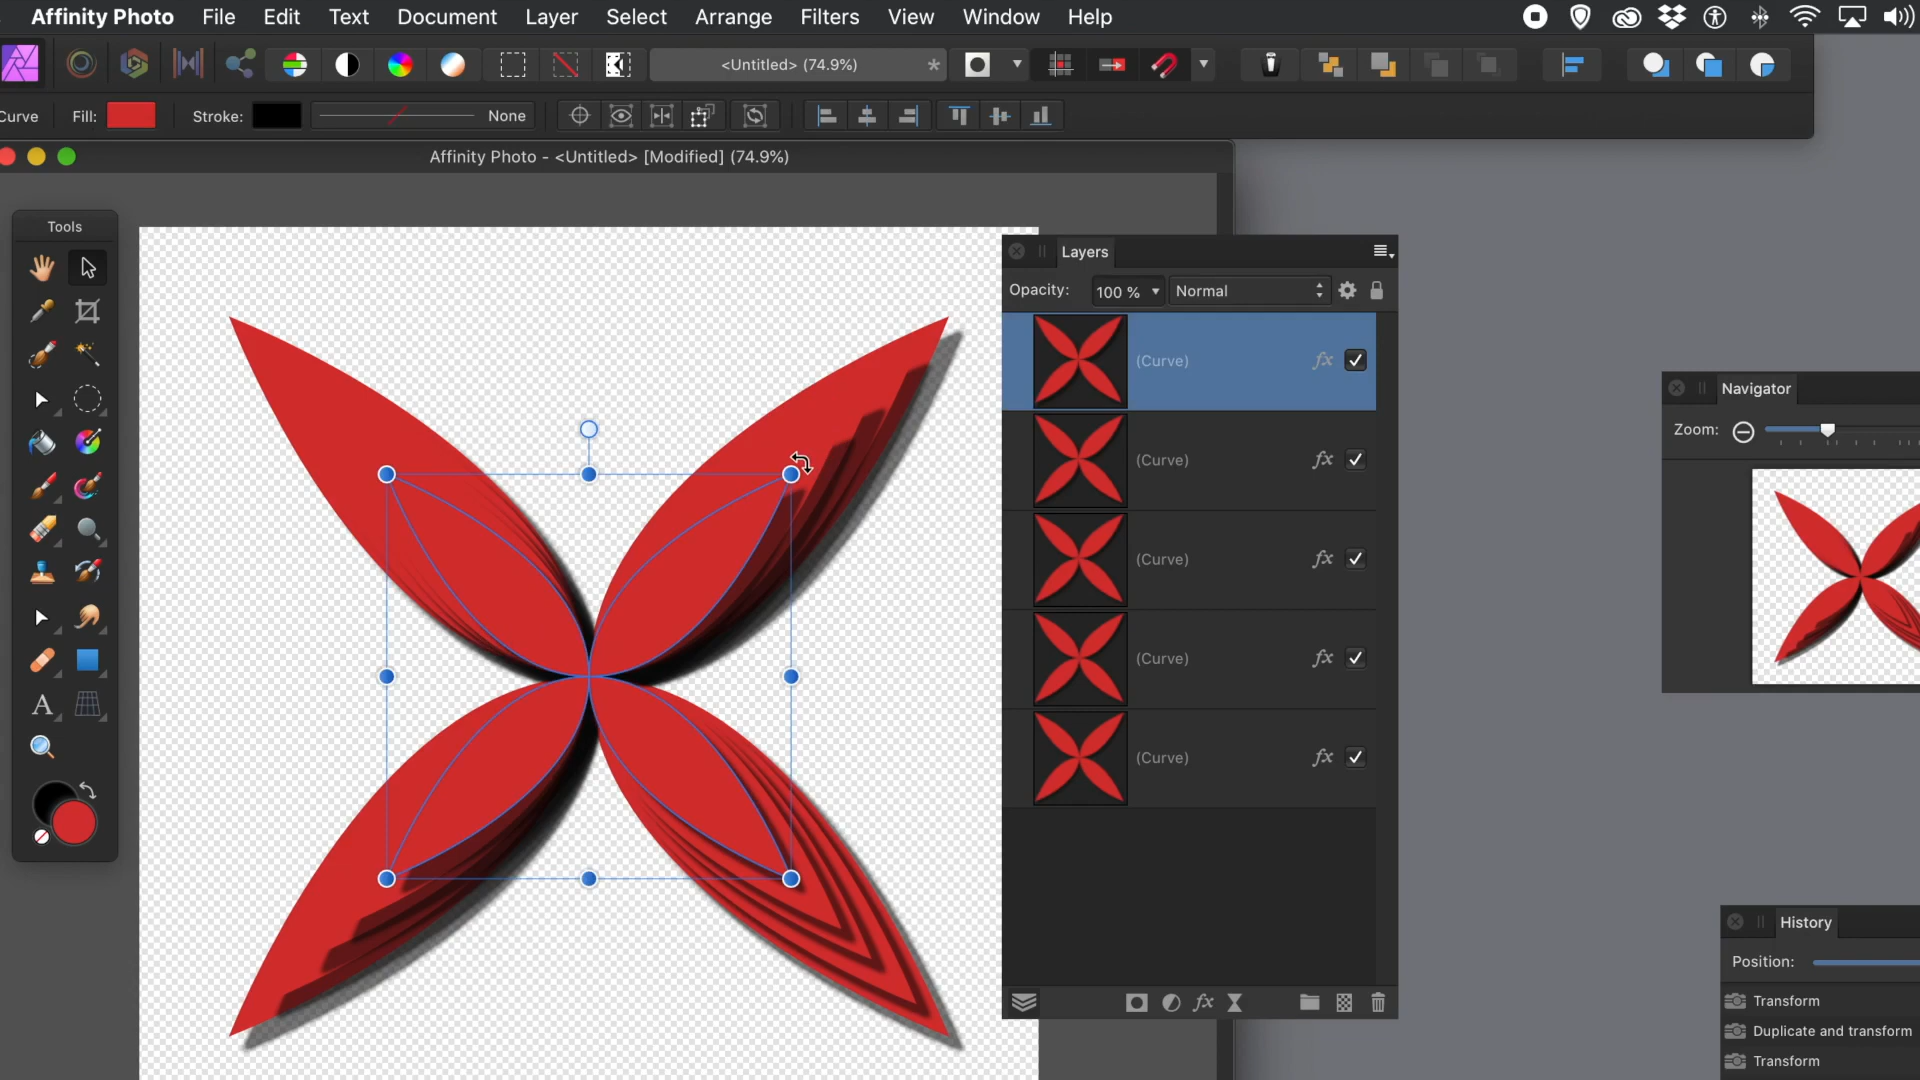 Affinity Photo File Edit Text Document Layer Select Arrange Filters View Window Help
<Untitled> (74.9%) *
Curve Fill: Stroke: None
Affinity Photo - <Untitled> [Modified] (74.9%)
Tools
Layers
Opacity: 100 % Normal
(Curve) fx
(Curve) fx
(Curve) fx
(Curve) fx
(Curve) fx
fx
A
Navigator
Zoom:
History
Position:
Transform
Duplicate and transform
Transform